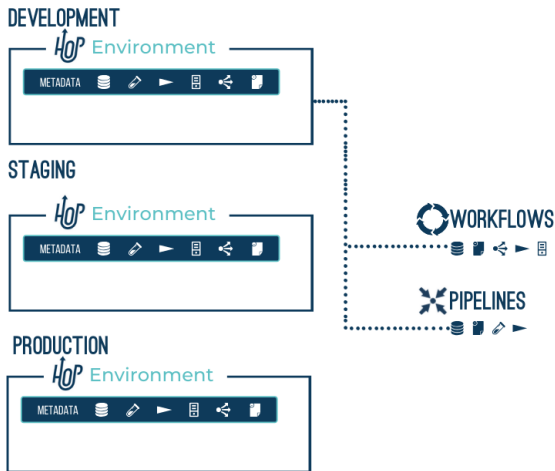 DEVELOPMENT
HOP Environment
METADATA
STAGING
HOP Environment
METADATA
WORKFLOWS
PIPELINES
PRODUCTION
HOP Environment
METADATA